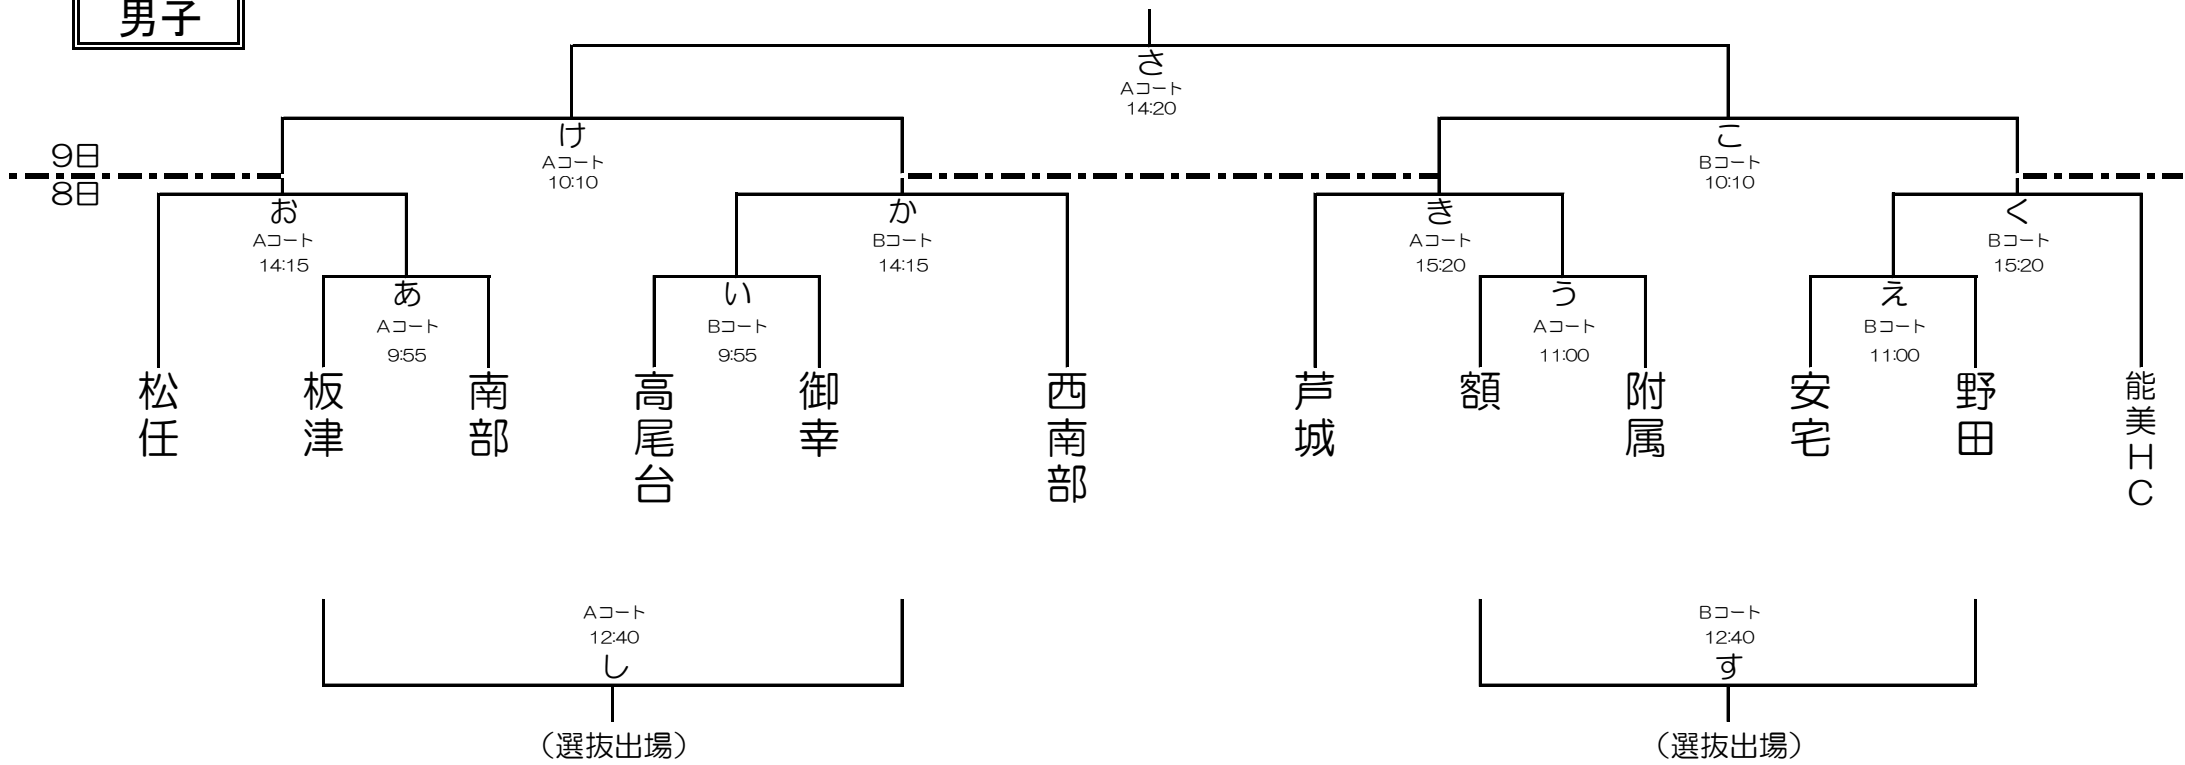 男子
さ
Aコート
14:20
け
Aコート
10:10
こ
Bコート
10:10
9日
8日
お
Aコート
14:15
か
Bコート
14:15
き
Aコート
15:20
く
Bコート
15:20
あ
Aコート
9:55
い
Bコート
9:55
う
Aコート
11:00
え
Bコート
11:00
松任
板津
南部
高尾台
御幸
西南部
芦城
額
附属
安宅
野田
能美HC
Aコート
12:40
し
(選抜出場)
Bコート
12:40
す
(選抜出場)